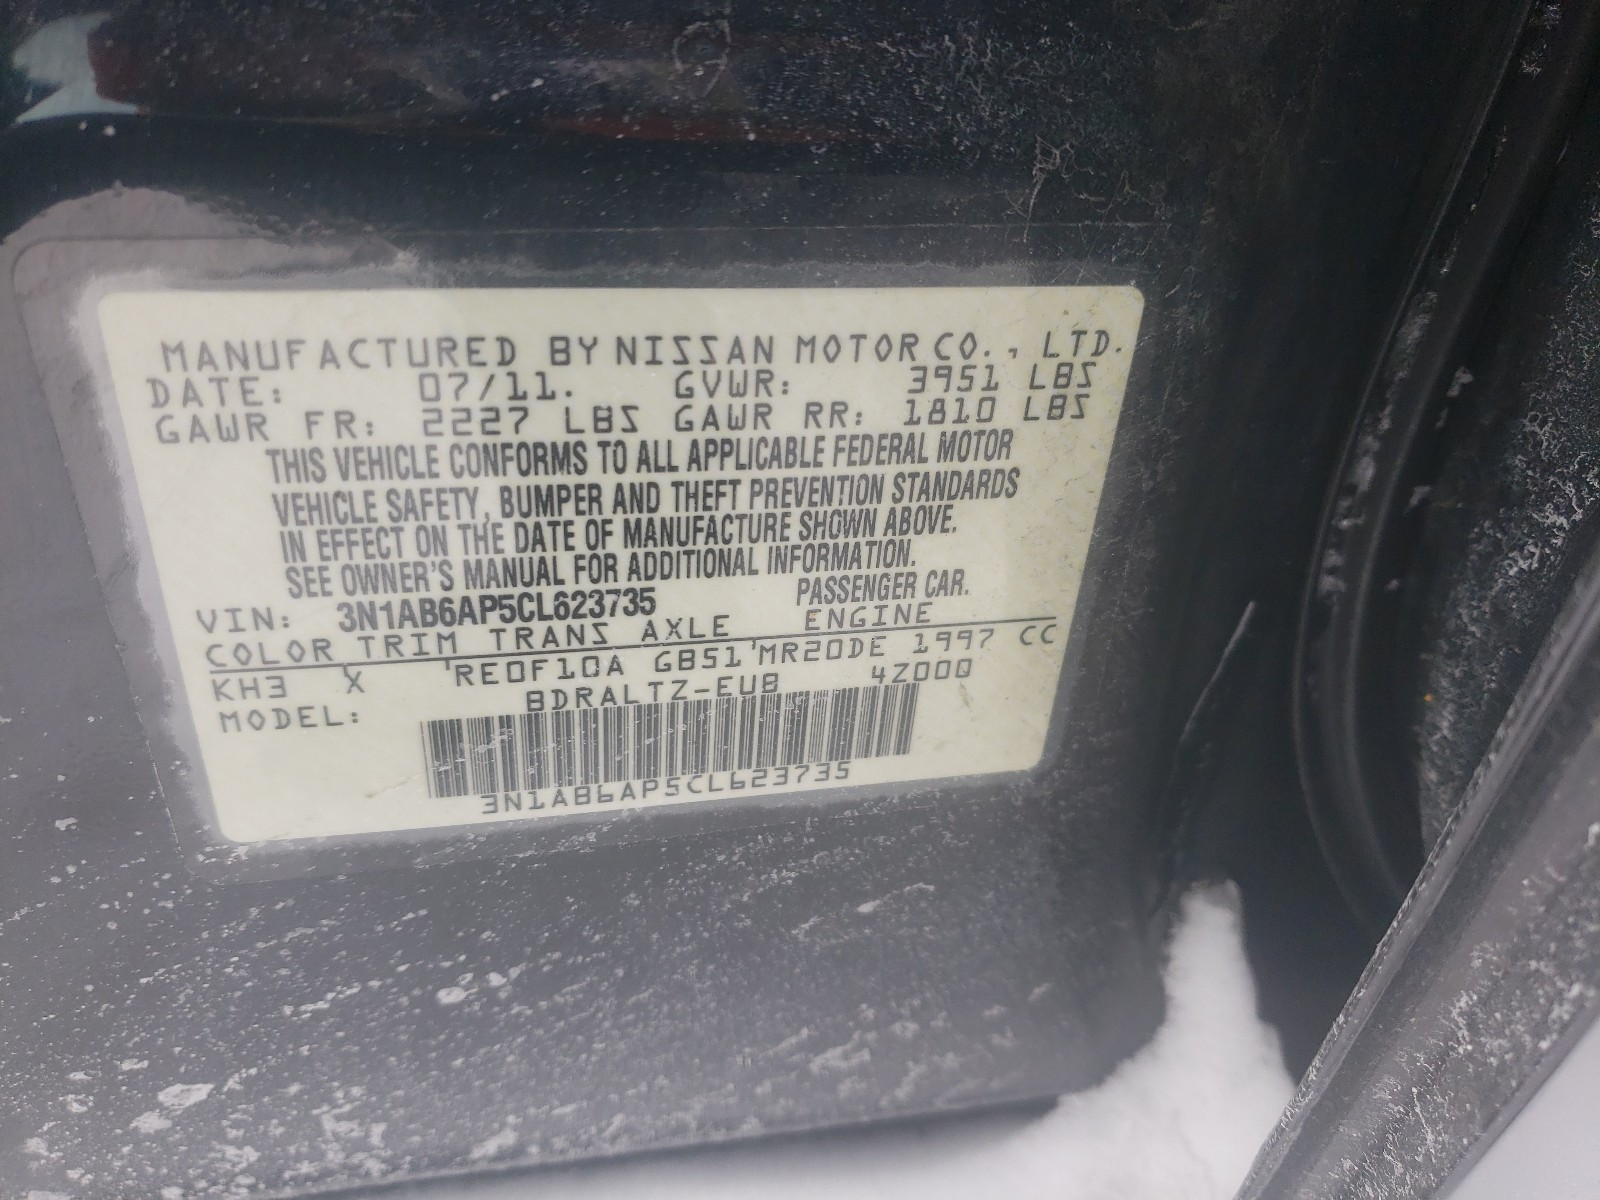 MANUFACTURED BY NISSAN MOTOR CO., LTD.
DATE: 07/11. GVWR: 3951 LBS
GAWR FR: 2227 LBS GAWR RR: 1810 LBS
THIS VEHICLE CONFORMS TO ALL APPLICABLE FEDERAL MOTOR
VEHICLE SAFETY, BUMPER AND THEFT PREVENTION STANDARDS
IN EFFECT ON THE DATE OF MANUFACTURE SHOWN ABOVE.
SEE OWNER'S MANUAL FOR ADDITIONAL INFORMATION.
VIN: 3N1AB6AP5CL623735 PASSENGER CAR.
COLOR TRIM TRANS AXLE ENGINE
KH3 X RE0F10A GB51 MR20DE 1997 CC
MODEL: BDRALTZ-EUB 4Z000
3N1AB6AP5CL623735